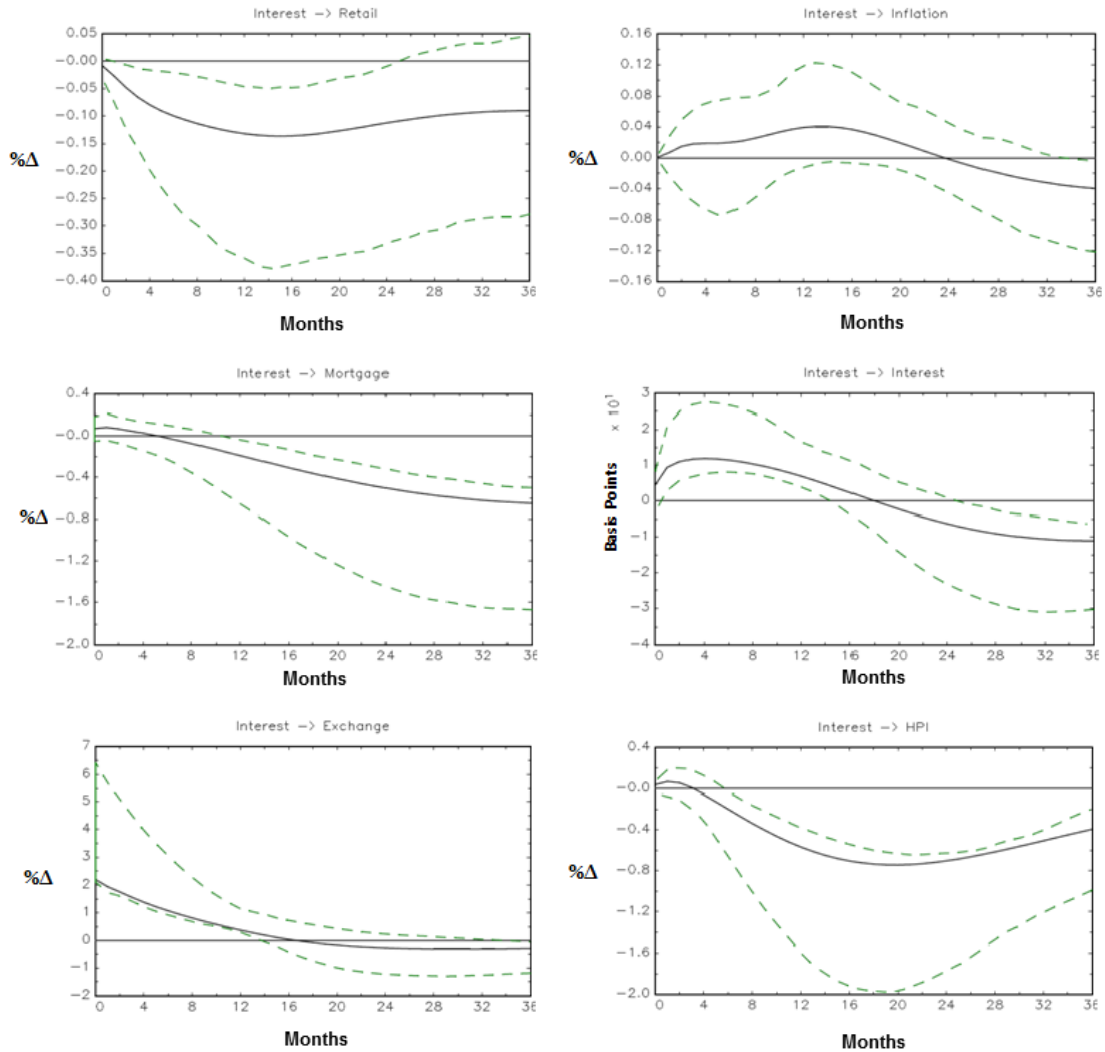 Interest -> Retail
0.05
-0.00
-0.05
-0.10
-0.15
-0.20
-0.25
-0.30
-0.35
-0.40
%Δ
0 4 8 12 16 20 24 28 32 36
Months
Interest -> Inflation
0.16
0.12
0.08
0.04
0.00
-0.04
-0.08
-0.12
-0.16
%Δ
0 4 8 12 16 20 24 28 32 36
Months
Interest -> Mortgage
0.4
-0.0
-0.4
-0.8
-1.2
-1.6
-2.0
%Δ
0 4 8 12 16 20 24 28 32 36
Months
Interest -> Interest
x 10¹
Basis Points
3
2
1
0
-1
-2
-3
-4
0 4 8 12 16 20 24 28 32 36
Months
Interest -> Exchange
7
6
5
4
3
2
1
0
-1
-2
%Δ
0 4 8 12 16 20 24 28 32 36
Months
Interest -> HPI
0.4
-0.0
-0.4
-0.8
-1.2
-1.6
-2.0
%Δ
0 4 8 12 16 20 24 28 32 36
Months